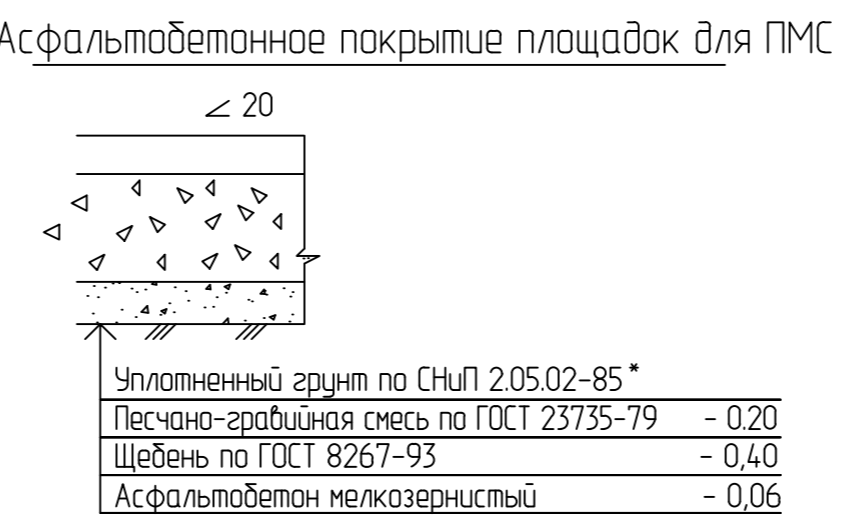 Асфальтобетонное покрытие площадок для ПМС
∠ 20
Уплотненный грунт по СНиП 2.05.02-85*
Песчано-гравийная смесь по ГОСТ 23735-79 - 0.20
Щебень по ГОСТ 8267-93 - 0,40
Асфальтобетон мелкозернистый - 0,06